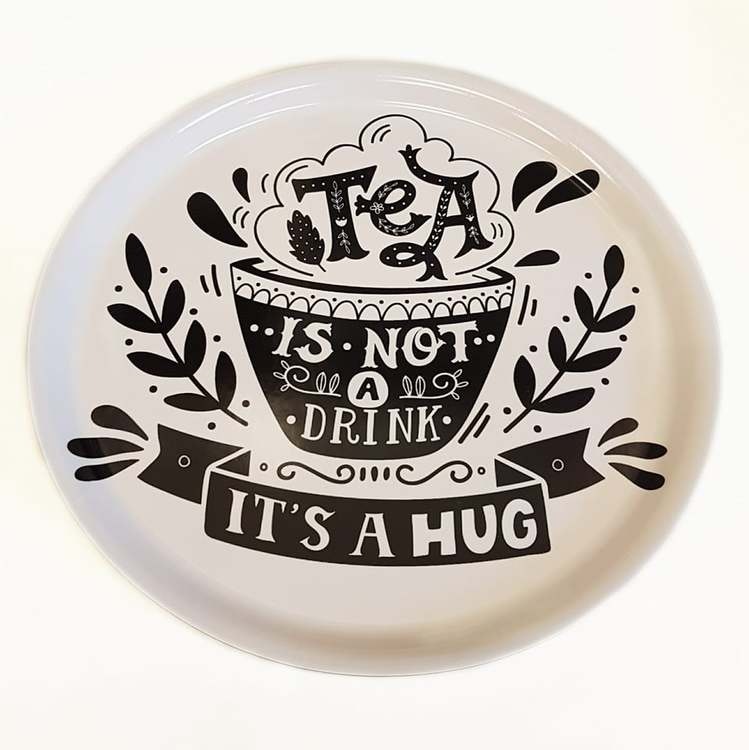 TeA
·IS·NOT·
A
·DRINK·
IT'S A HUG